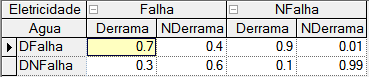 Eletricidade Falha NFalha
Agua Derrama NDerrama Derrama NDerrama
DFalha 0.7 0.4 0.9 0.01
DNFalha 0.3 0.6 0.1 0.99